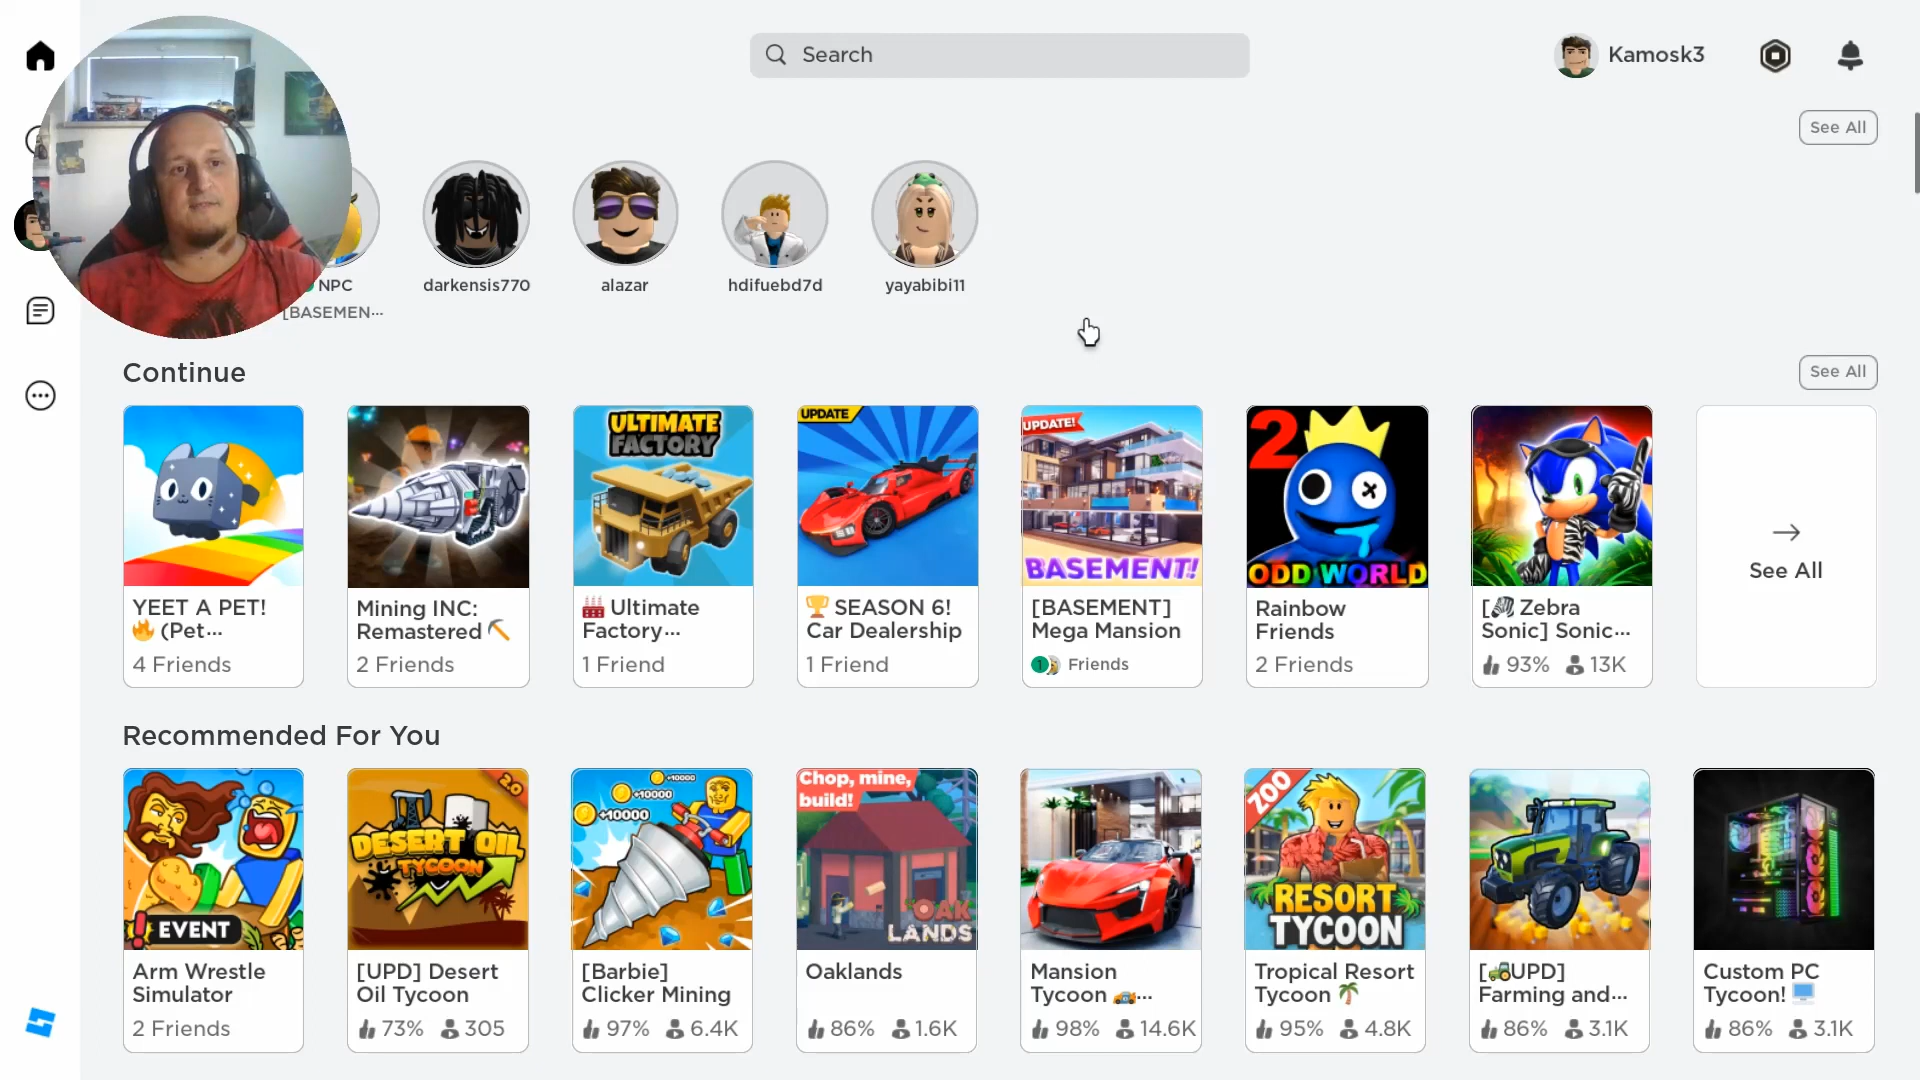 Search
Kamosk3
See All
NPC
[BASEMEN...
darkensis770
alazar
hdifuebd7d
yayabibi11
Continue
See All
ULTIMATE
FACTORY
UPDATE
UPDATE!
BASEMENT!
2
ODD WORLD
YEET A PET!
🔥 (Pet...
4 Friends
Mining INC:
Remastered ⛏️
2 Friends
🏭 Ultimate
Factory...
1 Friend
🏆 SEASON 6!
Car Dealership
1 Friend
[BASEMENT]
Mega Mansion
1 Friends
Rainbow
Friends
2 Friends
[🦓 Zebra
Sonic] Sonic...
93% 13K
See All
Recommended For You
EVENT
2.0
DESERT OIL
TYCOON
+10000
+10000
+10000
Chop, mine,
build!
OAK
LANDS
ZOO
RESORT
TYCOON
Arm Wrestle
Simulator
2 Friends
[UPD] Desert
Oil Tycoon
73% 305
[Barbie]
Clicker Mining
97% 6.4K
Oaklands
86% 1.6K
Mansion
Tycoon 🚗...
98% 14.6K
Tropical Resort
Tycoon 🌴
95% 4.8K
[🚜UPD]
Farming and...
86% 3.1K
Custom PC
Tycoon! 🖥️
86% 3.1K